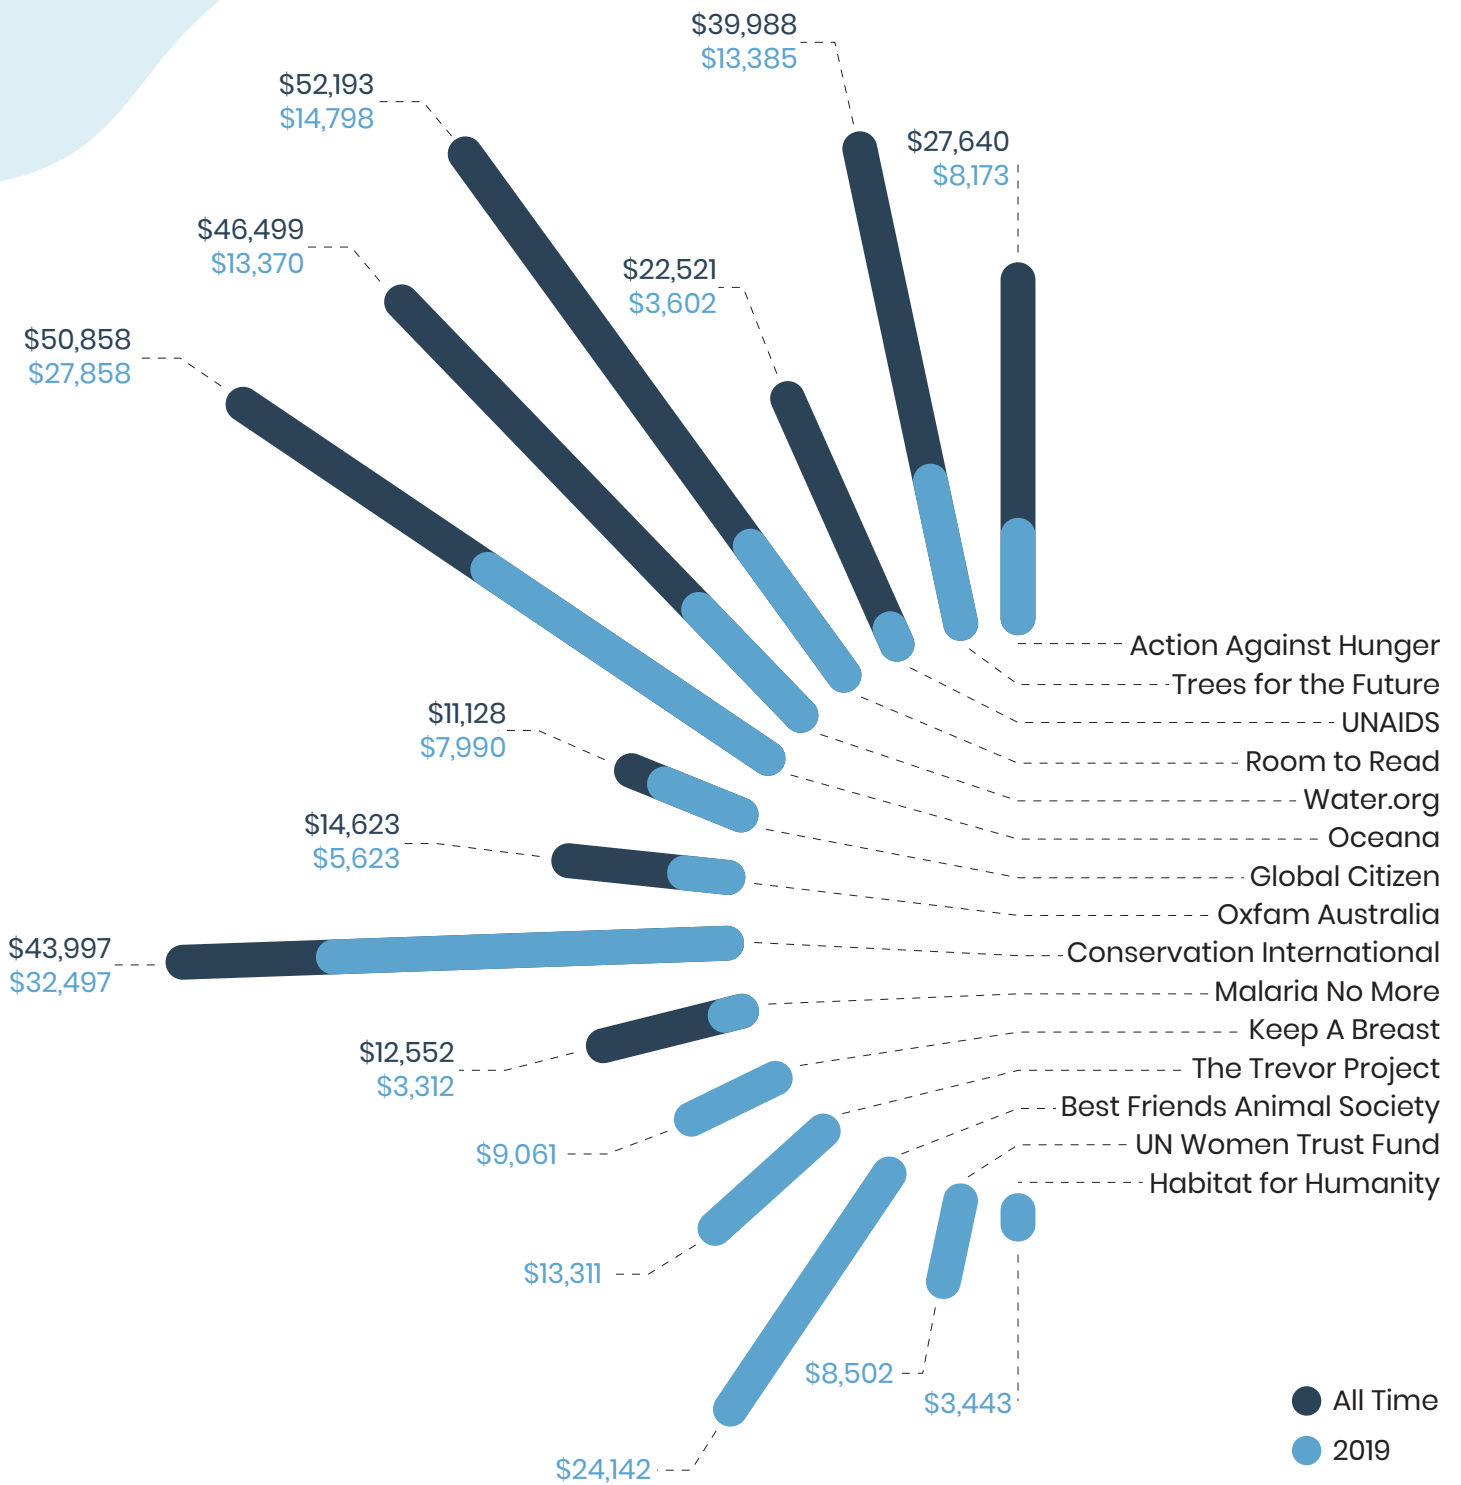 $39,988
$13,385
$52,193
$14,798
$27,640
$8,173
$46,499
$13,370
$22,521
$3,602
$50,858
$27,858
$11,128
$7,990
$14,623
$5,623
$43,997
$32,497
$12,552
$3,312
$9,061
$13,311
$8,502
$3,443
$24,142
Action Against Hunger
Trees for the Future
UNAIDS
Room to Read
Water.org
Oceana
Global Citizen
Oxfam Australia
Conservation International
Malaria No More
Keep A Breast
The Trevor Project
Best Friends Animal Society
UN Women Trust Fund
Habitat for Humanity
All Time
2019